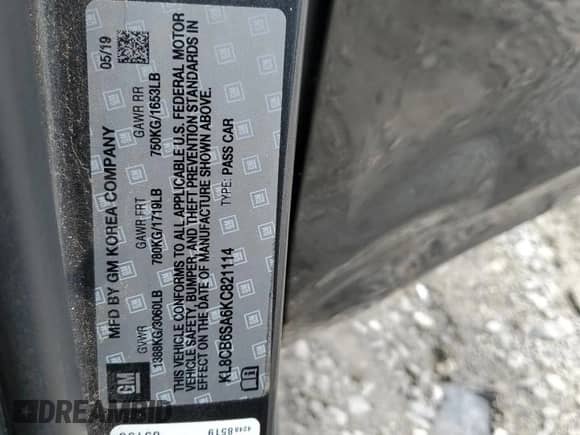 MFD BY GM KOREA COMPANY
05/19
GVWR GAWR FRT GAWR RR
1388KG/3060LB 780KG/1719LB 750KG/1653LB
THIS VEHICLE CONFORMS TO ALL APPLICABLE U.S. FEDERAL MOTOR
VEHICLE SAFETY, BUMPER, AND THEFT PREVENTION STANDARDS IN
EFFECT ON THE DATE OF MANUFACTURE SHOWN ABOVE.
KL8CB6SA6KC821114 TYPE: PASS CAR
GM
8519
DREAMBID